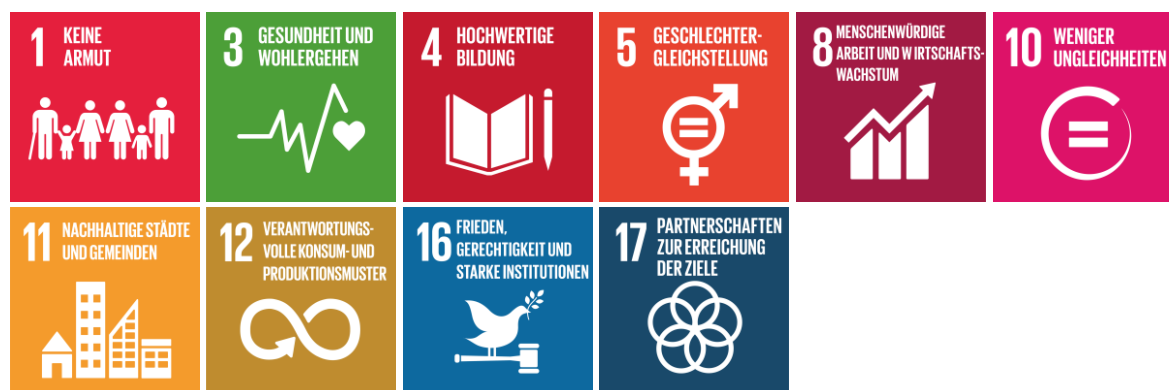 1 KEINE
ARMUT
3 GESUNDHEIT UND
WOHLERGEHEN
4 HOCHWERTIGE
BILDUNG
5 GESCHLECHTER-
GLEICHSTELLUNG
8 MENSCHENWÜRDIGE
ARBEIT UND WIRTSCHAFTS-
WACHSTUM
10 WENIGER
UNGLEICHHEITEN
11 NACHHALTIGE STÄDTE
UND GEMEINDEN
12 VERANTWORTUNGS-
VOLLE KONSUM- UND
PRODUKTIONSMUSTER
16 FRIEDEN,
GERECHTIGKEIT UND
STARKE INSTITUTIONEN
17 PARTNERSCHAFTEN
ZUR ERREICHUNG
DER ZIELE